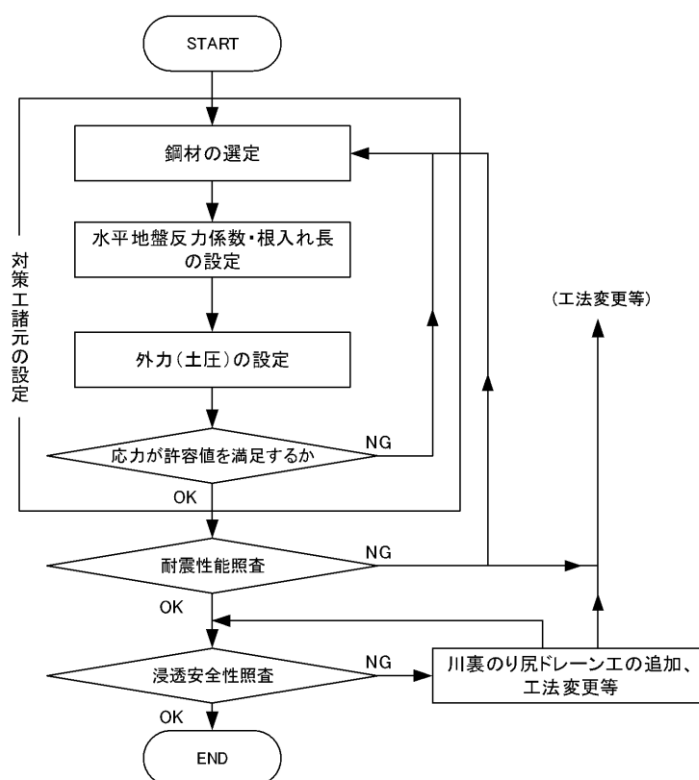 START
鋼材の選定
水平地盤反力係数・根入れ長
の設定
対策工諸元の設定
(工法変更等)
外力(土圧)の設定
応力が許容値を満足するか
NG
OK
耐震性能照査
NG
OK
浸透安全性照査
NG
川裏のり尻ドレーン工の追加、
工法変更等
OK
END